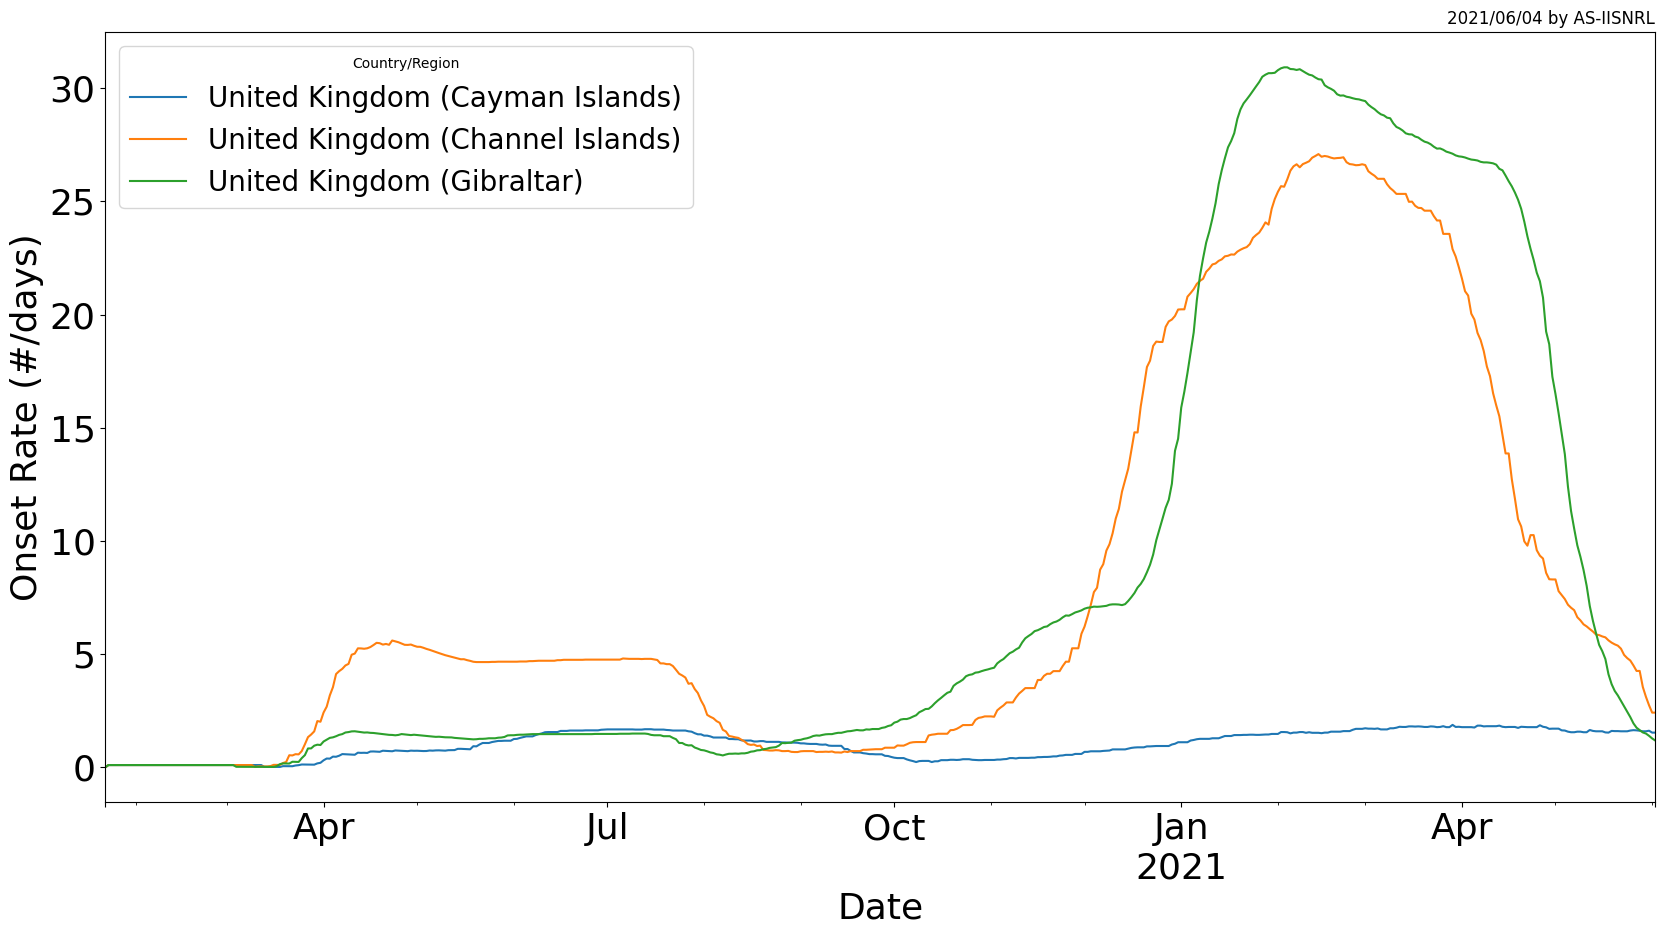 2021/06/04 by AS-IISNRL
Country/Region
United Kingdom (Cayman Islands)
United Kingdom (Channel Islands)
United Kingdom (Gibraltar)
Onset Rate (#/days)
30
25
20
15
10
5
0
Apr
Jul
Oct
Jan
Apr
2021
Date